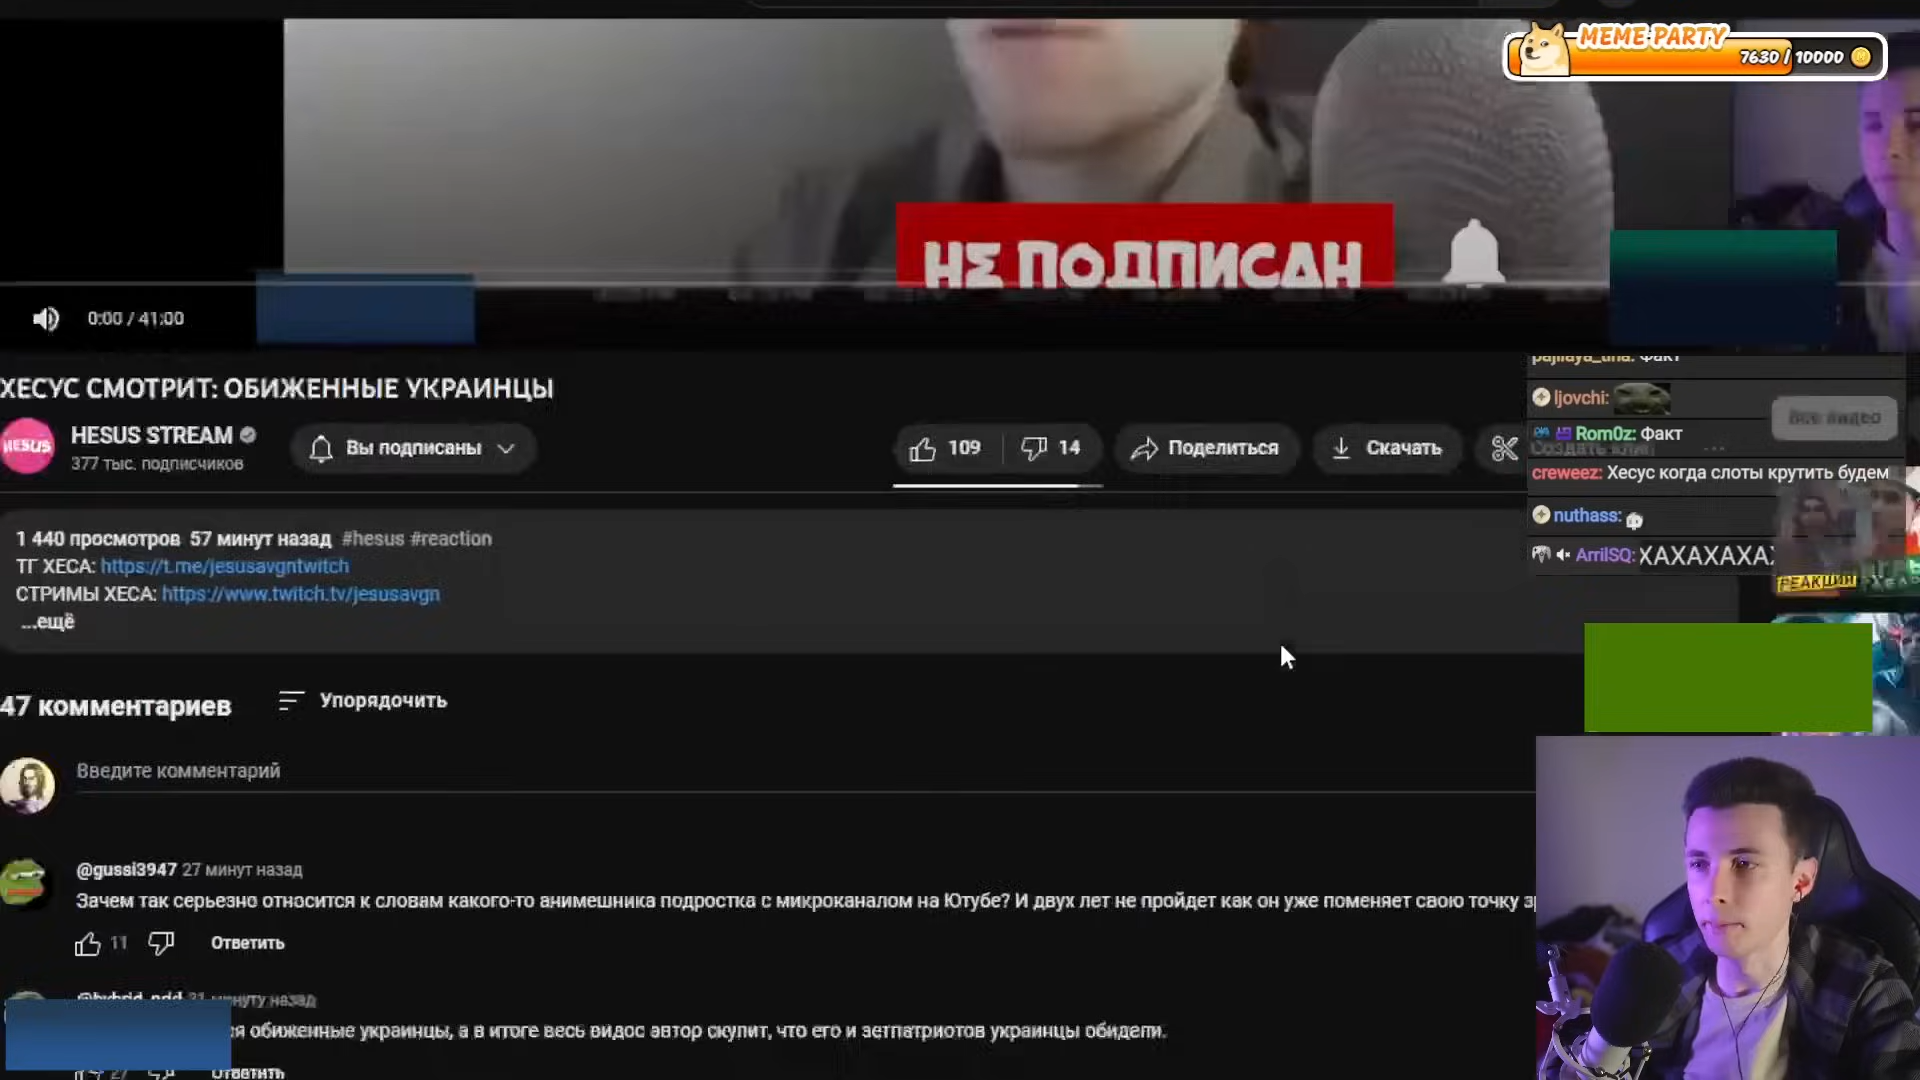 MEME PARTY
7630 / 10000
НЕ ПОДПИСАН
0:00 / 41:00
ХЕСУС СМОТРИТ: ОБИЖЕННЫЕ УКРАИНЦЫ
HESUS
HESUS STREAM
377 тыс. подписчиков
Вы подписаны
109
14
Поделиться
Скачать
Создать клип
...
pajilaya_tina: Факт
ljovchi:
Все видео
Rom0z: Факт
creweez: Хесус когда слоты крутить будем
nuthass:
ArrilSQ: ХАХАХАХА
РЕАКЦИЯ
1 440 просмотров 57 минут назад #hesus #reaction
ТГ ХЕСА: https://t.me/jesusavgntwitch
СТРИМЫ ХЕСА: https://www.twitch.tv/jesusavgn
...ещё
47 комментариев
Упорядочить
Введите комментарий
@gussi3947 27 минут назад
Зачем так серьезно относится к словам какого-то анимешника подростка с микроканалом на Ютубе? И двух лет не пройдет как он уже поменяет свою точку з
11
Ответить
@hybrid_ndd 31 минуту назад
я обиженные украинцы, а в итоге весь видос автор скулит, что его и зетпатриотов украинцы обидели.
27
Ответить